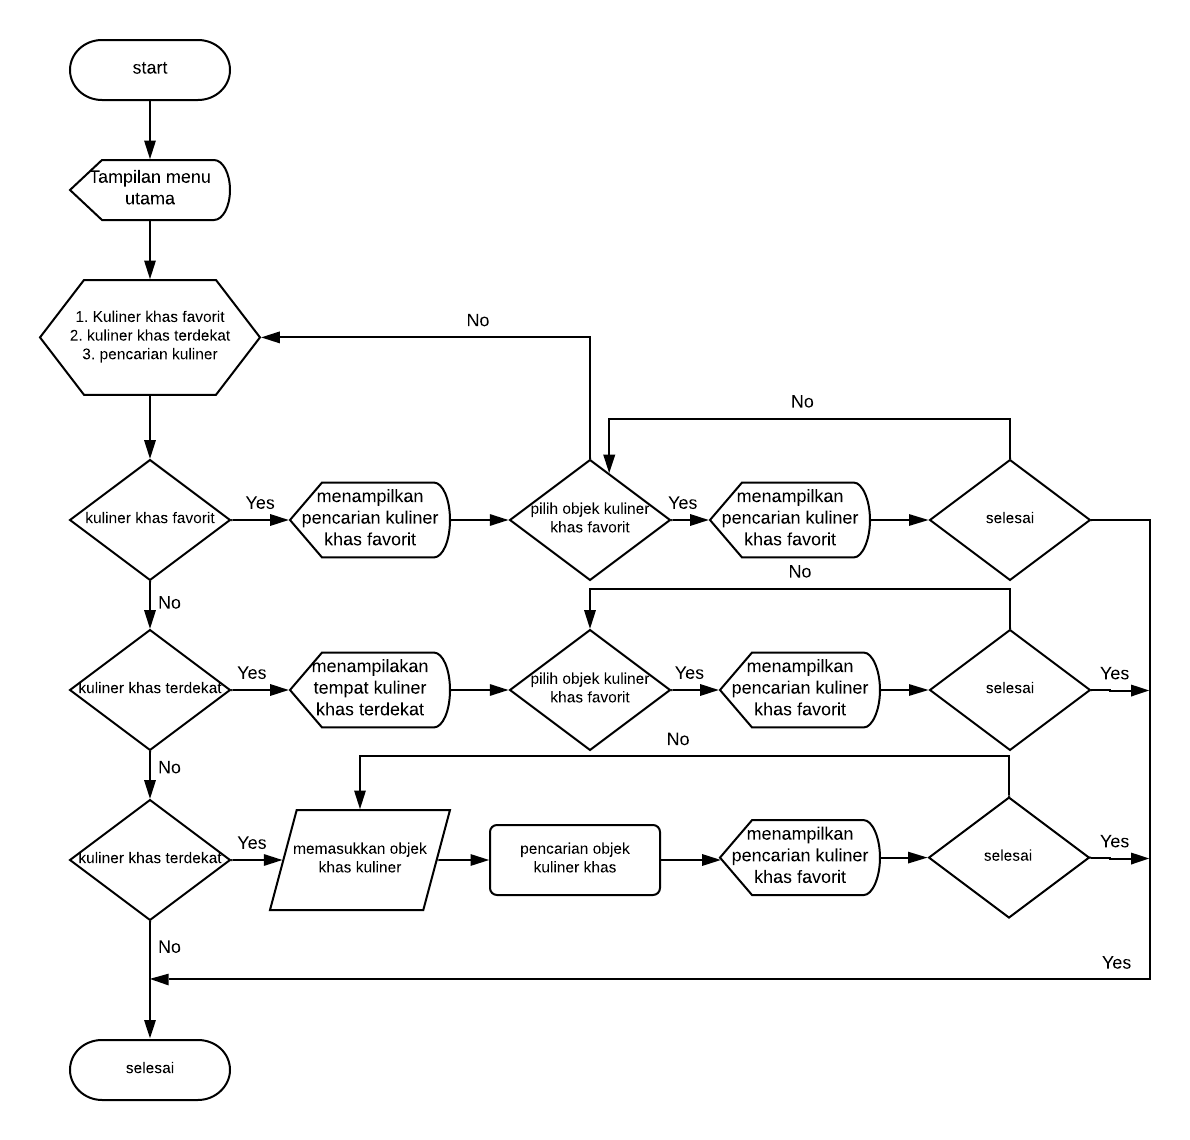 start
Tampilan menu
utama
1. Kuliner khas favorit
2. kuliner khas terdekat
3. pencarian kuliner
No
No
kuliner khas favorit
Yes
menampilkan
pencarian kuliner
khas favorit
pilih objek kuliner
khas favorit
Yes
menampilkan
pencarian kuliner
khas favorit
selesai
No
No
kuliner khas terdekat
Yes
menampilakan
tempat kuliner
khas terdekat
pilih objek kuliner
khas favorit
Yes
menampilkan
pencarian kuliner
khas favorit
selesai
Yes
No
No
kuliner khas terdekat
Yes
memasukkan objek
khas kuliner
pencarian objek
kuliner khas
menampilkan
pencarian kuliner
khas favorit
selesai
Yes
No
Yes
selesai